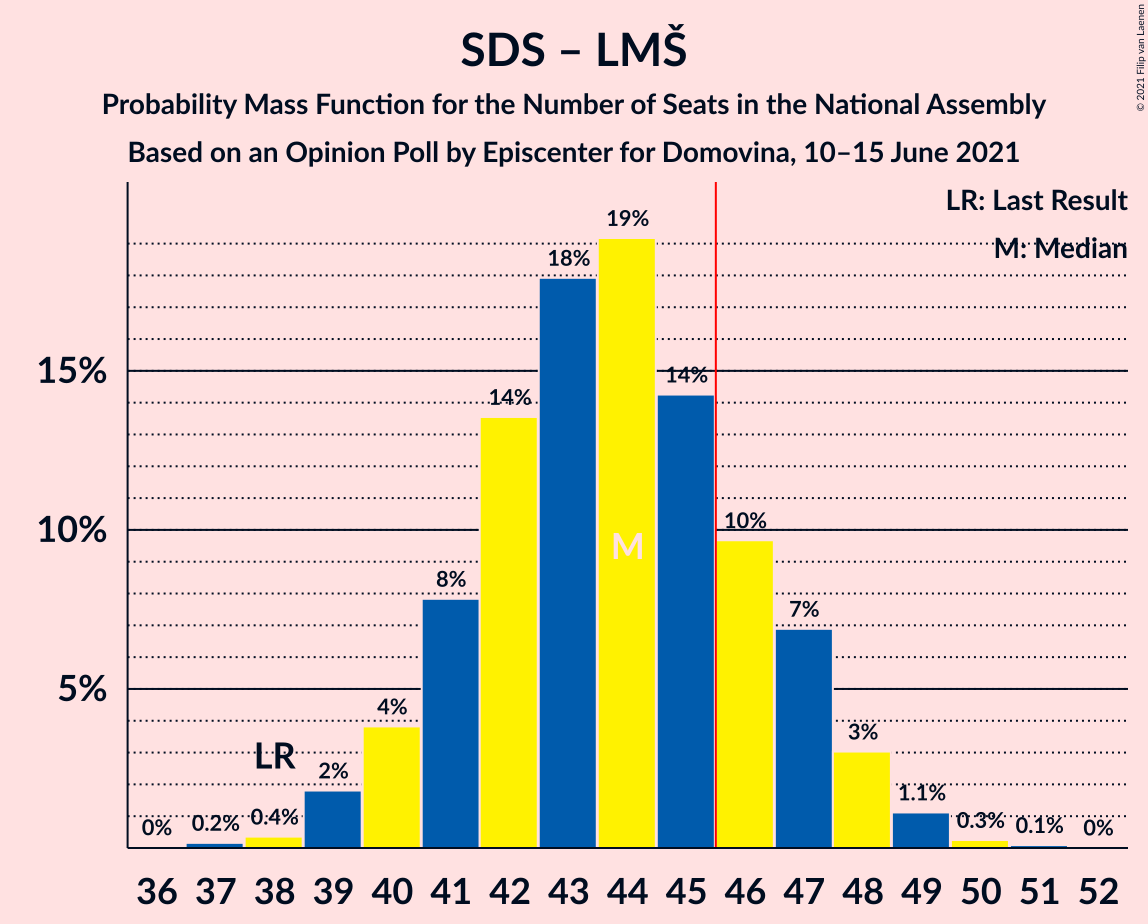 SDS – LMŠ
Probability Mass Function for the Number of Seats in the National Assembly
Based on an Opinion Poll by Episcenter for Domovina, 10–15 June 2021
© 2021 Filip van Laenen
LR: Last Result
M: Median
15%
10%
5%
0%
0.2%
0.4%
LR
2%
4%
8%
14%
18%
19%
M
14%
10%
7%
3%
1.1%
0.3%
0.1%
0%
36 37 38 39 40 41 42 43 44 45 46 47 48 49 50 51 52